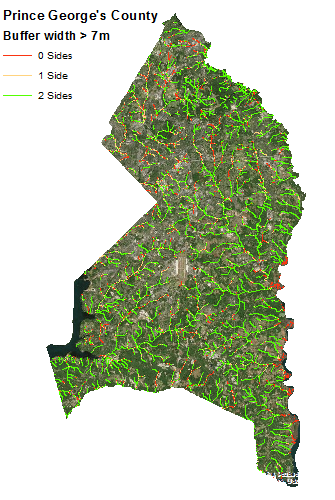 Prince George's County
Buffer width > 7m
0 Sides
1 Side
2 Sides